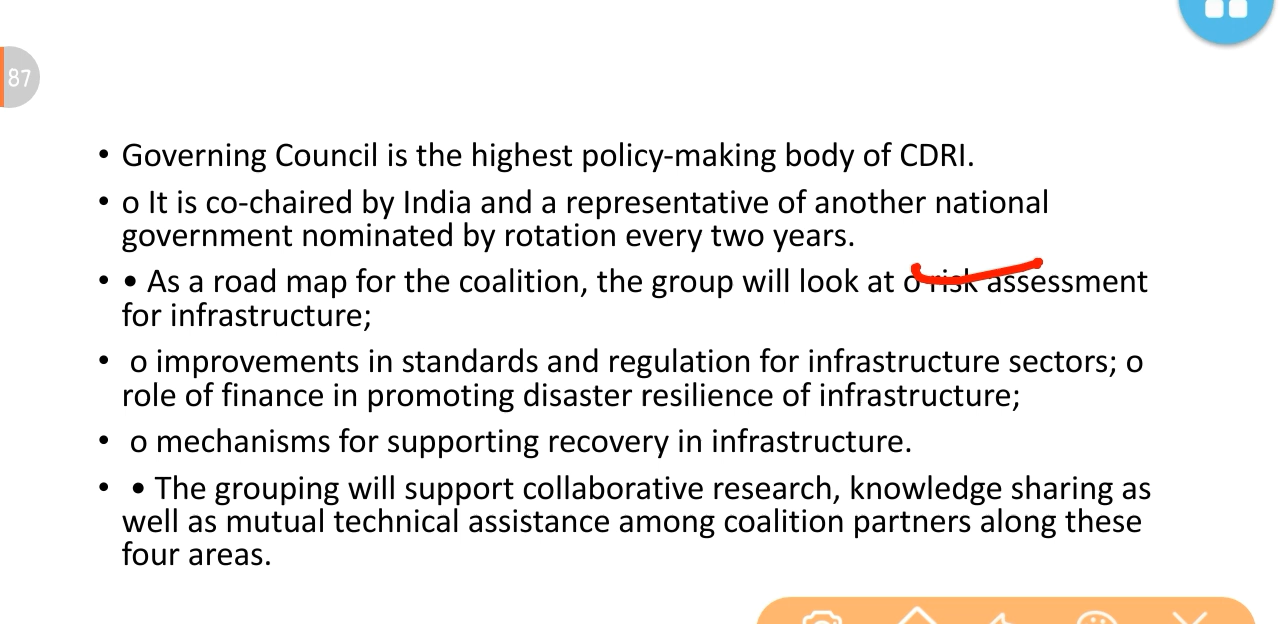 87
• Governing Council is the highest policy-making body of CDRI.
• o It is co-chaired by India and a representative of another national
government nominated by rotation every two years.
• • As a road map for the coalition, the group will look at o risk assessment
for infrastructure;
• o improvements in standards and regulation for infrastructure sectors; o
role of finance in promoting disaster resilience of infrastructure;
• o mechanisms for supporting recovery in infrastructure.
• • The grouping will support collaborative research, knowledge sharing as
well as mutual technical assistance among coalition partners along these
four areas.